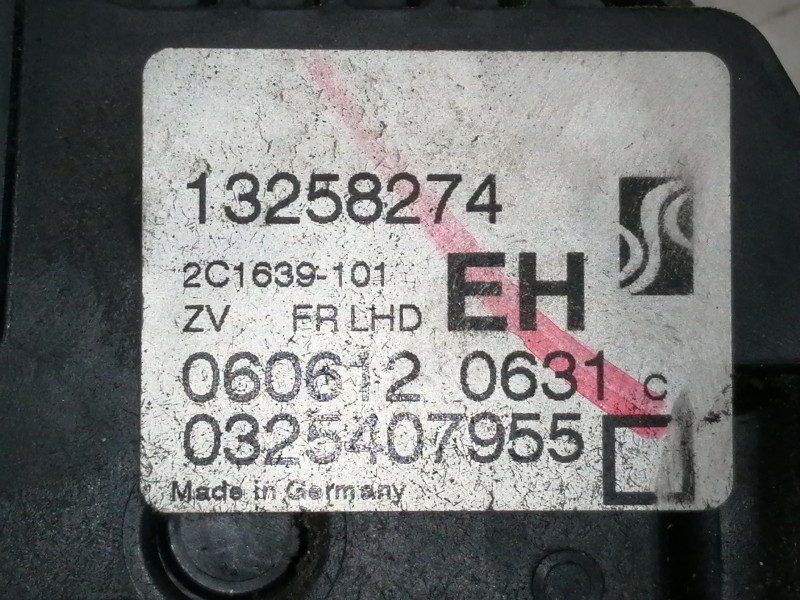 13258274
2C1639-101 EH
ZV FR LHD
060612 0631 C
0325407955
Made in Germany